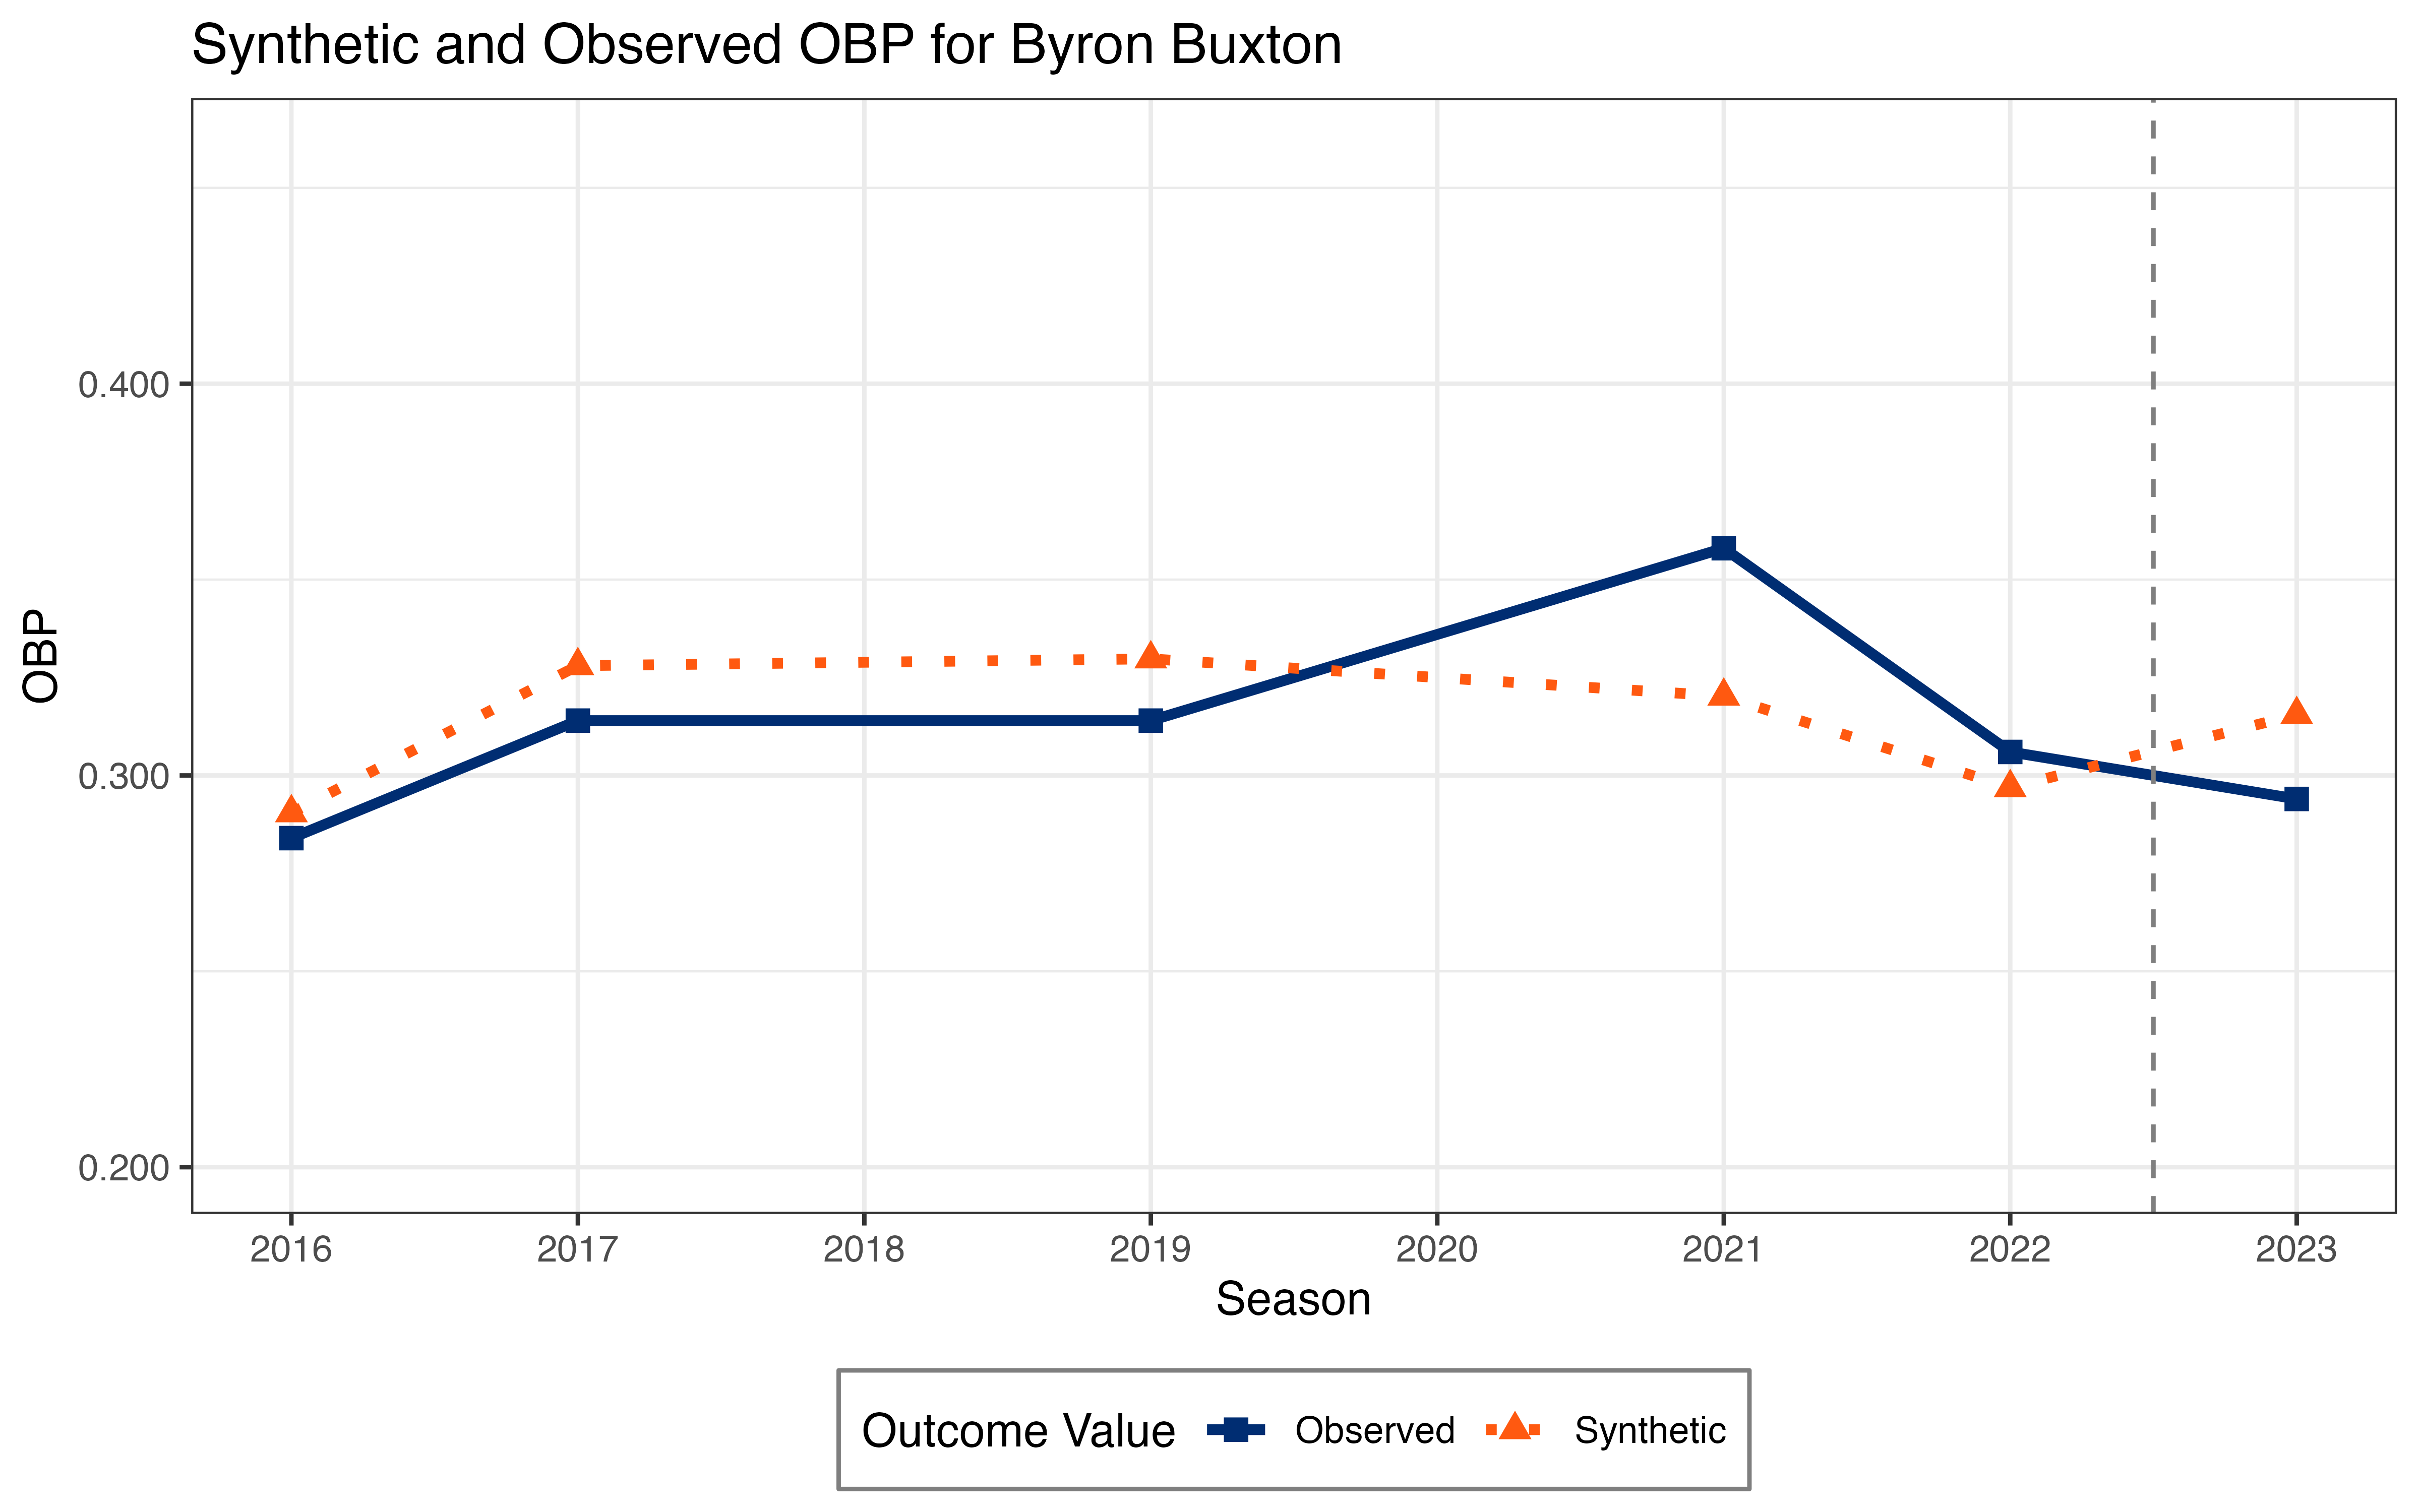 Synthetic and Observed OBP for Byron Buxton
OBP
0.400
0.300
0.200
2016 2017 2018 2019 2020 2021 2022 2023
Season
Outcome Value Observed Synthetic